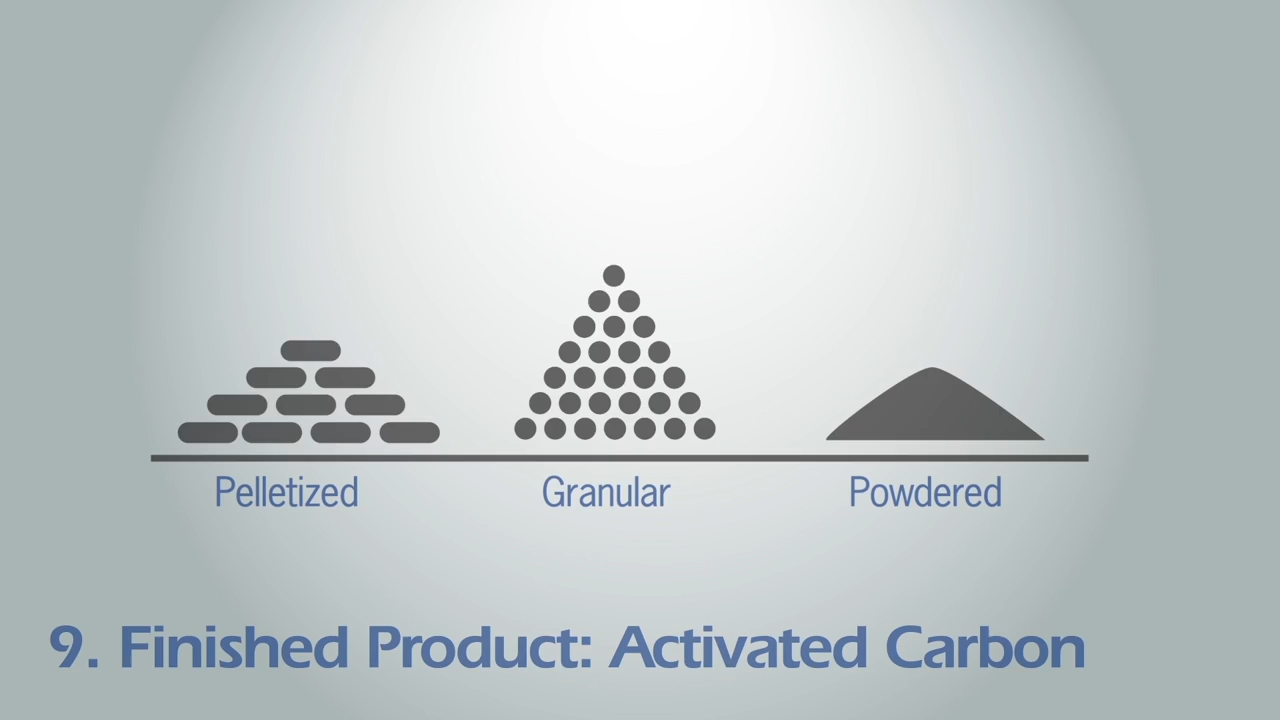 Pelletized
Granular
Powdered
9. Finished Product: Activated Carbon